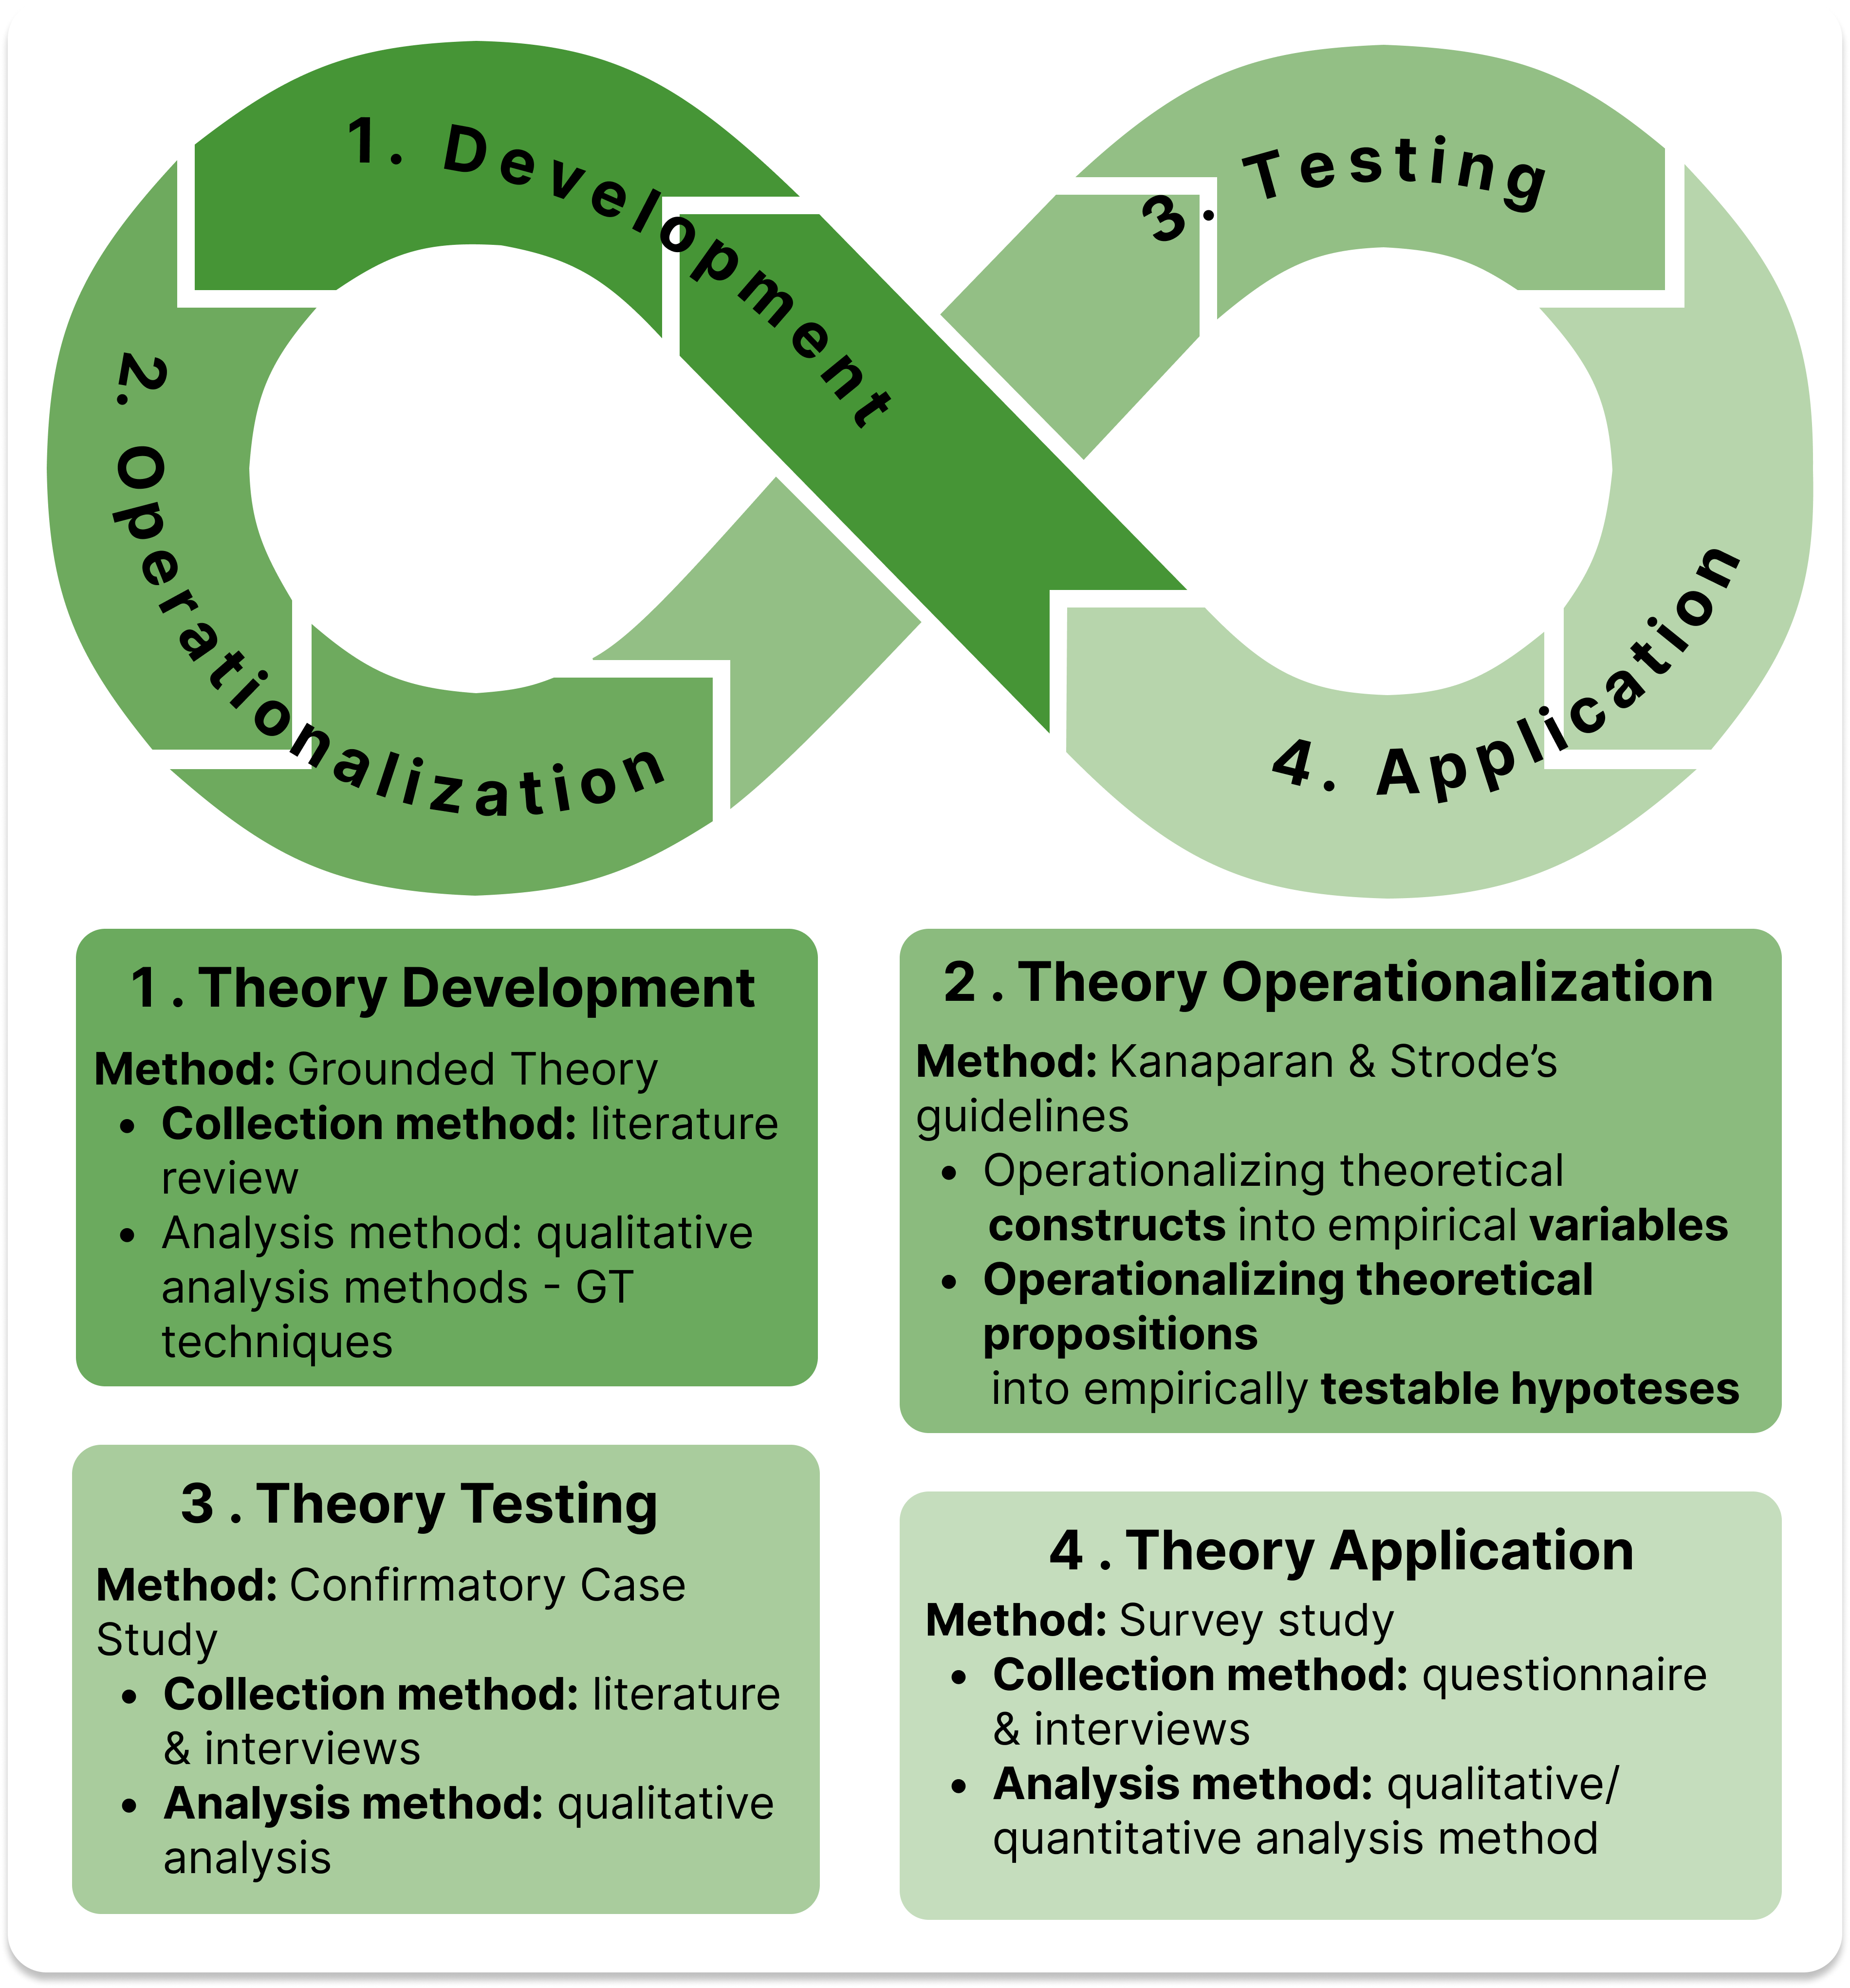 1. Development
3. Testing
2. Operationalization
4. Application
1 . Theory Development
Method: Grounded Theory
• Collection method: literature
review
• Analysis method: qualitative
analysis methods - GT
techniques
2 . Theory Operationalization
Method: Kanaparan & Strode’s
guidelines
• Operationalizing theoretical
constructs into empirical variables
• Operationalizing theoretical
propositions
into empirically testable hypoteses
3 . Theory Testing
Method: Confirmatory Case
Study
• Collection method: literature
& interviews
• Analysis method: qualitative
analysis
4 . Theory Application
Method: Survey study
• Collection method: questionnaire
& interviews
• Analysis method: qualitative/
quantitative analysis method